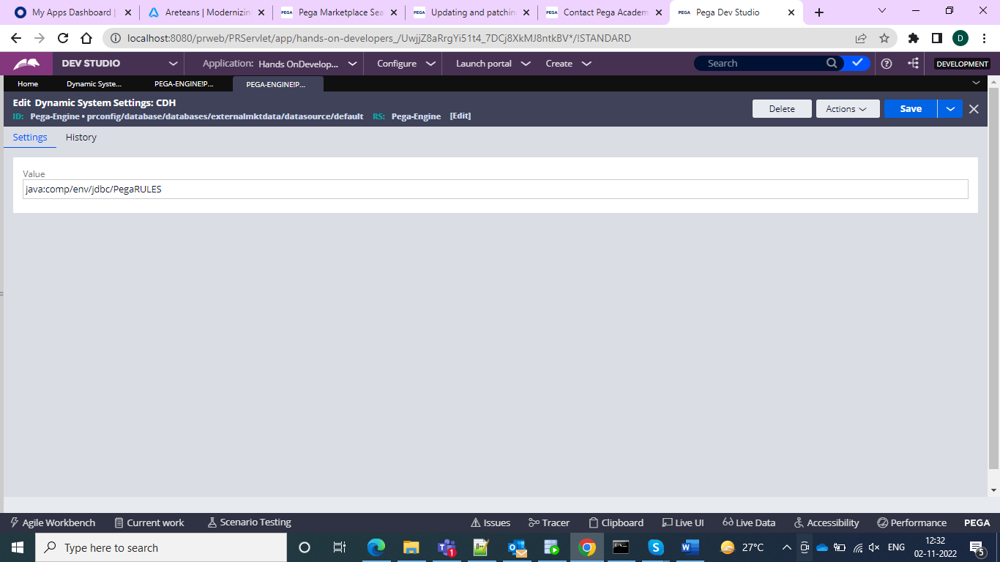 My Apps Dashboard |
Areteans | Modernizin
PEGA Pega Marketplace Sea
PEGA Updating and patchin
PEGA Contact Pega Academ
PEGA Pega Dev Studio
localhost:8080/prweb/PRServlet/app/hands-on-developers_/UwjjZ8aRrgYi51t4_7DCj8XkMJ8ntkBV*/!STANDARD
D
DEV STUDIO
Application: Hands OnDevelop...
Configure
Launch portal
Create
Search
DEVELOPMENT
Home
Dynamic Syste...
PEGA-ENGINE!P...
PEGA-ENGINE!P...
Edit Dynamic System Settings: CDH
ID: Pega-Engine • prconfig/database/databases/externalmktdata/datasource/default RS: Pega-Engine [Edit]
Delete
Actions
Save
Settings
History
Value
java:comp/env/jdbc/PegaRULES
Agile Workbench
Current work
Scenario Testing
Issues
Tracer
Clipboard
Live UI
Live Data
Accessibility
Performance
PEGA
Type here to search
1
27°C
ENG
12:32
02-11-2022
5